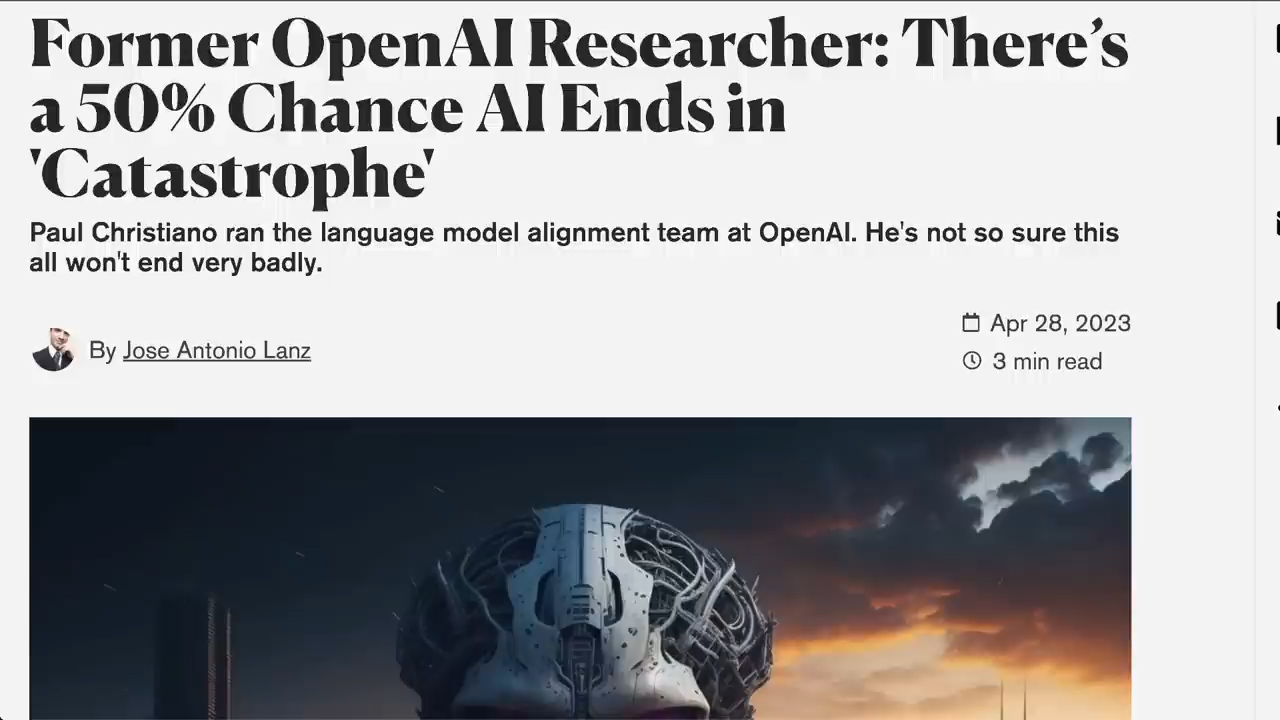 Former OpenAI Researcher: There’s
a 50% Chance AI Ends in
'Catastrophe'
Paul Christiano ran the language model alignment team at OpenAI. He's not so sure this
all won't end very badly.
By Jose Antonio Lanz
Apr 28, 2023
3 min read